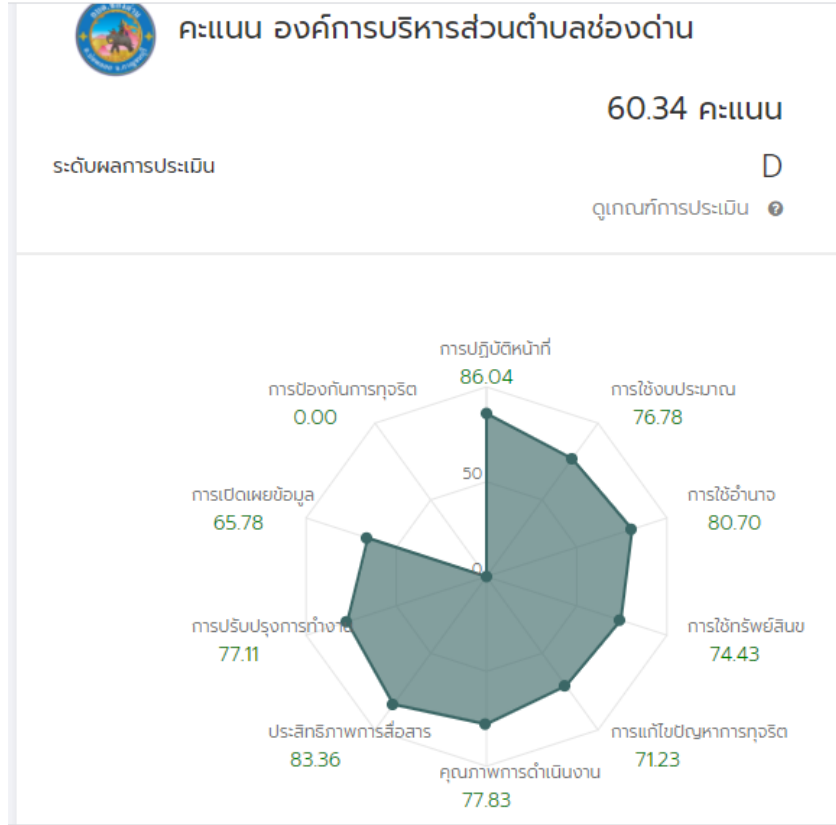 คะแนน องค์การบริหารส่วนตำบลช่องด่าน
60.34 คะแนน
ระดับผลการประเมิน
D
ดูเกณฑ์การประเมิน ?
การปฏิบัติหน้าที่
86.04
การป้องกันการทุจริต
0.00
การใช้งบประมาณ
76.78
50
การเปิดเผยข้อมูล
65.78
การใช้อำนาจ
80.70
0
การปรับปรุงการทำงาน
77.11
การใช้ทรัพย์สินข
74.43
ประสิทธิภาพการสื่อสาร
83.36
การแก้ไขปัญหาการทุจริต
71.23
คุณภาพการดำเนินงาน
77.83